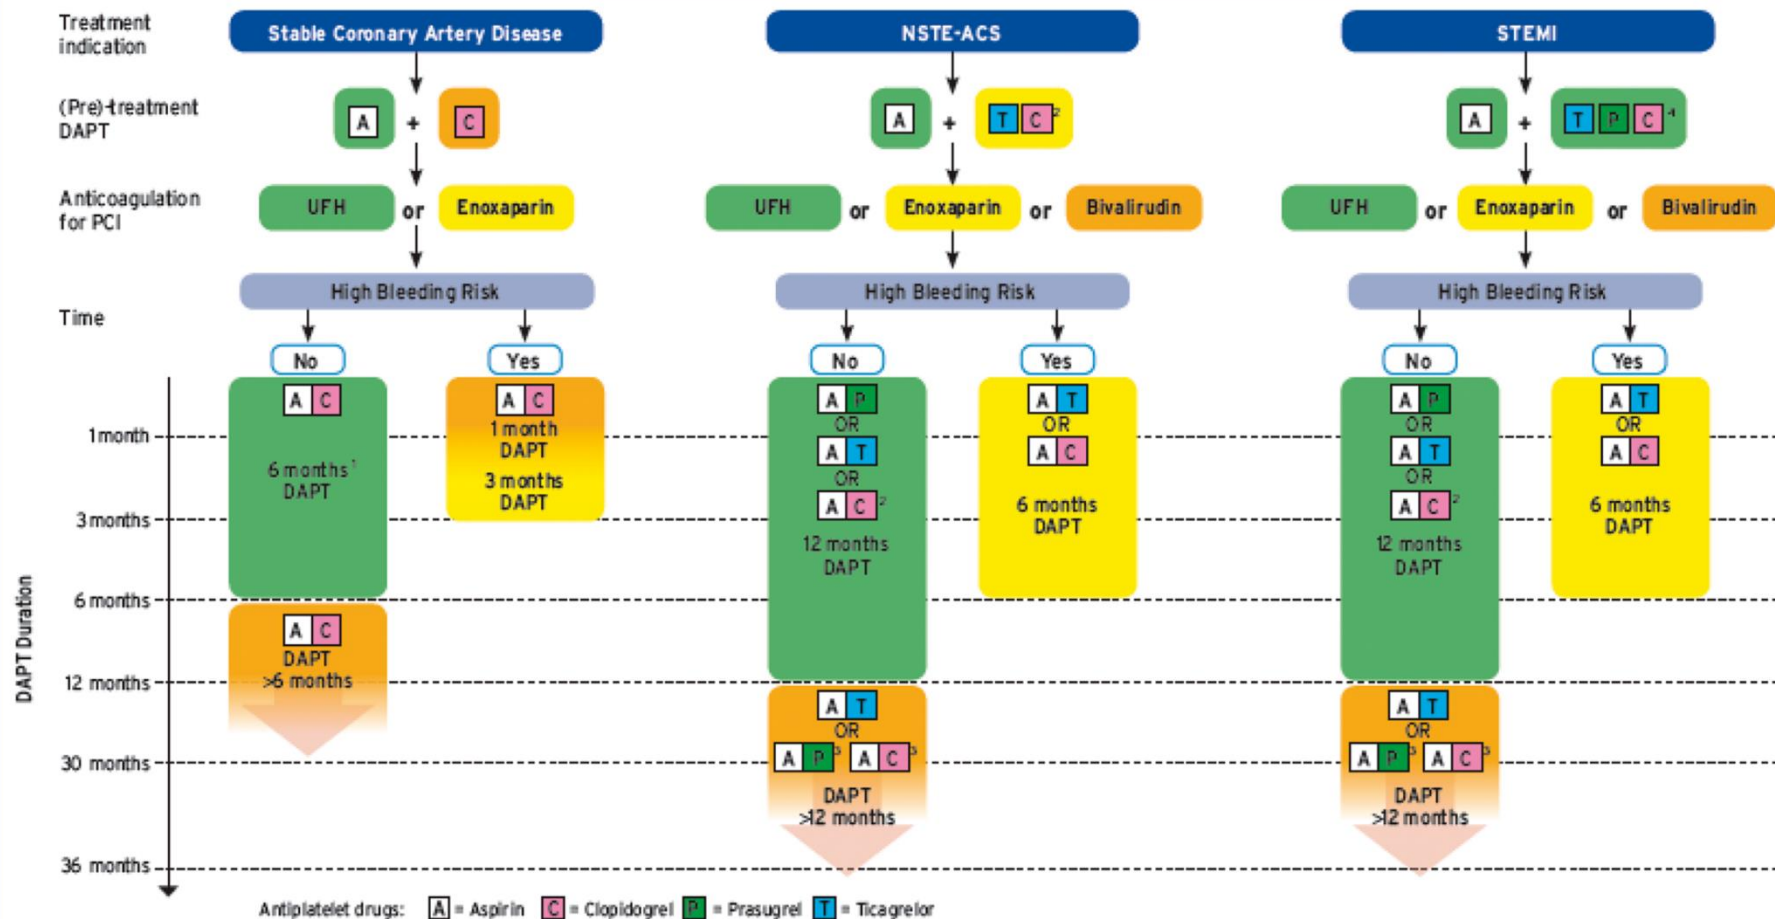 Treatment indication
Stable Coronary Artery Disease
NSTE-ACS
STEMI
(Pre)-treatment DAPT
A + C
A + T C 2
A + T P C 4
Anticoagulation for PCI
UFH or Enoxaparin
UFH or Enoxaparin or Bivalirudin
UFH or Enoxaparin or Bivalirudin
High Bleeding Risk
High Bleeding Risk
High Bleeding Risk
Time
No
Yes
No
Yes
No
Yes
A C
6 months 1
DAPT
A C
DAPT
>6 months
A C
1 month
DAPT
3 months
DAPT
A P
OR
A T
OR
A C 2
12 months
DAPT
A T
OR
A P 3 A C 3
DAPT
>12 months
A T
OR
A C
6 months
DAPT
A P
OR
A T
OR
A C 2
12 months
DAPT
A T
OR
A P 3 A C 3
DAPT
>12 months
A T
OR
A C
6 months
DAPT
DAPT Duration
1 month
3 months
6 months
12 months
30 months
36 months
Antiplatelet drugs: A = Aspirin C = Clopidogrel P = Prasugrel T = Ticagrelor